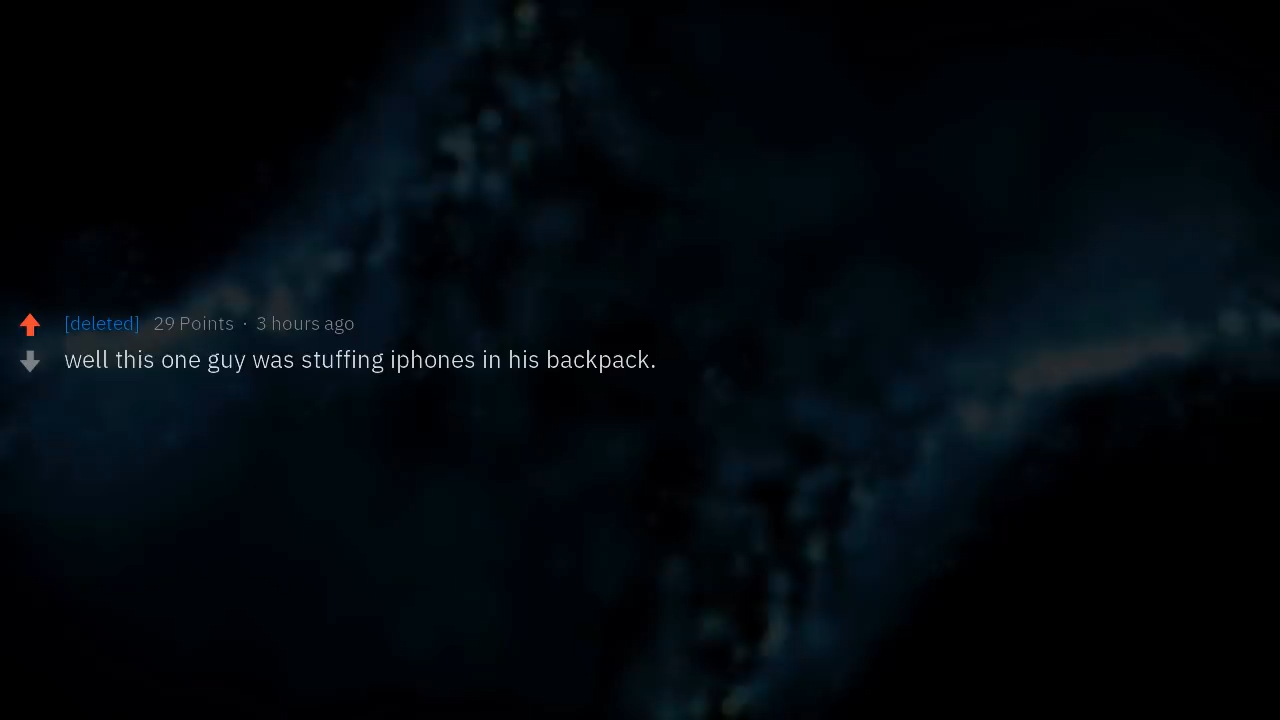 [deleted] 29 Points · 3 hours ago
well this one guy was stuffing iphones in his backpack.